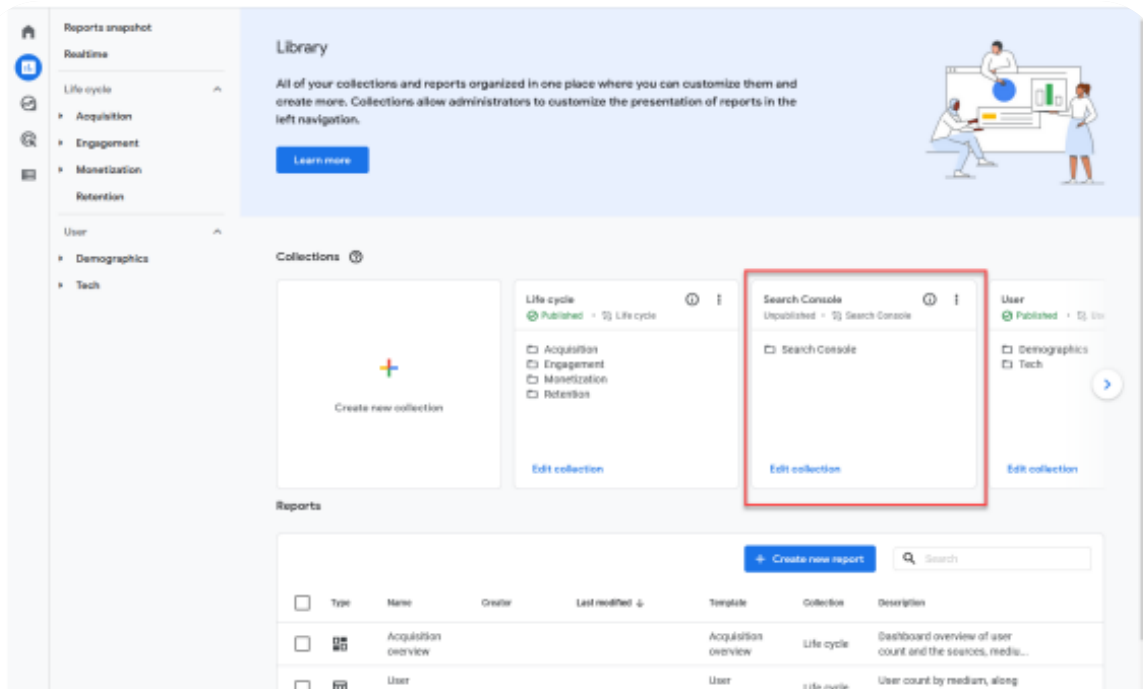 Reports snapshot
Realtime
Life cycle
Acquisition
Engagement
Monetization
Retention
User
Demographics
Tech
Library
All of your collections and reports organized in one place where you can customize them and
create more. Collections allow administrators to customize the presentation of reports in the
left navigation.
Learn more
Collections
Create new collection
Life cycle
Published • Life cycle
Acquisition
Engagement
Monetization
Retention
Edit collection
Search Console
Unpublished • Search Console
Search Console
Edit collection
User
Published •
Demographics
Tech
Edit collection
Reports
+ Create new report
Search
Type Name Creator Last modified ↓ Template Collection Description
Acquisition
overview
Acquisition
overview
Life cycle
Dashboard overview of user
count and the sources, mediu...
User
User
Life cycle
User count by medium, along